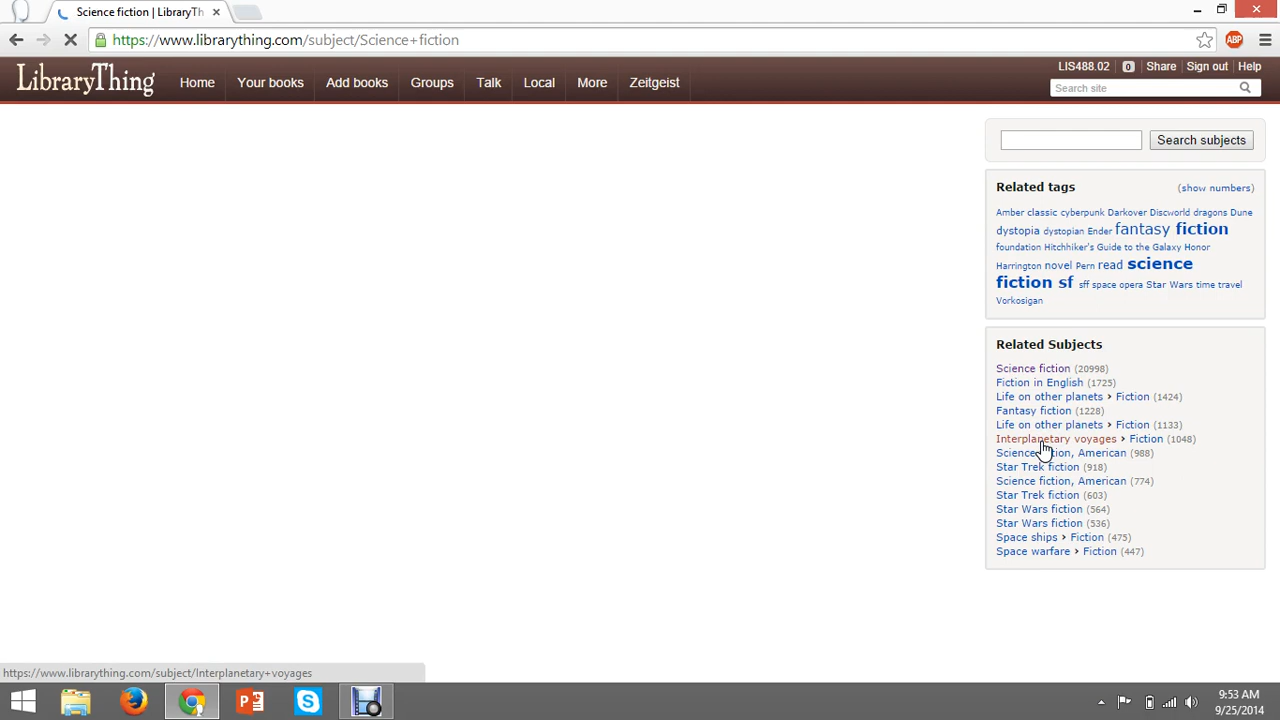 Science fiction | LibraryTh
https://www.librarything.com/subject/Science+fiction
ABP
LibraryThing
Home
Your books
Add books
Groups
Talk
Local
More
Zeitgeist
LIS488.02 0 Share Sign out Help
Search site
Search subjects
Related tags (show numbers)
Amber classic cyberpunk Darkover Discworld dragons Dune
dystopia dystopian Ender fantasy fiction
foundation Hitchhiker's Guide to the Galaxy Honor
Harrington novel Pern read science
fiction sf sff space opera Star Wars time travel
Vorkosigan
Related Subjects
Science fiction (20998)
Fiction in English (1725)
Life on other planets › Fiction (1424)
Fantasy fiction (1228)
Life on other planets › Fiction (1133)
Interplanetary voyages › Fiction (1048)
Science fiction, American (988)
Star Trek fiction (918)
Science fiction, American (774)
Star Trek fiction (603)
Star Wars fiction (564)
Star Wars fiction (536)
Space ships › Fiction (475)
Space warfare › Fiction (447)
https://www.librarything.com/subject/Interplanetary+voyages
9:53 AM
9/25/2014